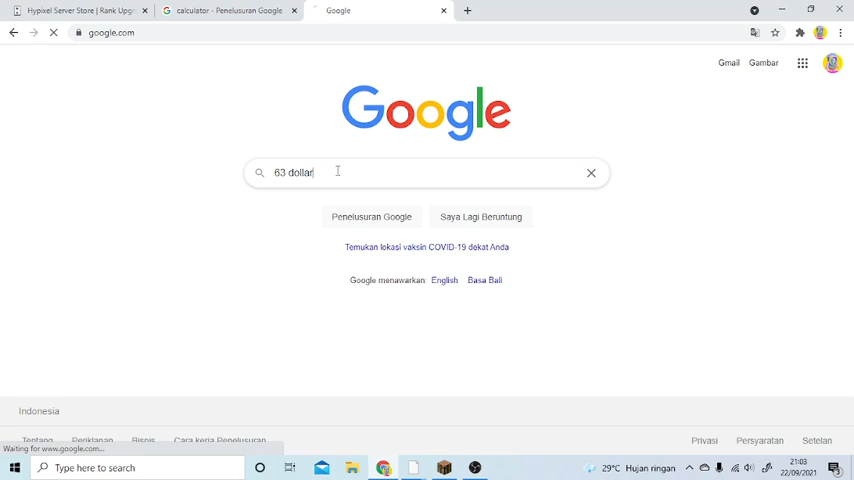 Hypixel Server Store | Rank Upgr
calculator - Penelusuran Google
Google
google.com
Gmail
Gambar
Google
63 dollar
Penelusuran Google
Saya Lagi Beruntung
Temukan lokasi vaksin COVID-19 dekat Anda
Google menawarkan: English Basa Bali
Indonesia
Tentang Periklanan Bisnis Cara kerja Penelusuran
Privasi Persyaratan Setelan
Waiting for www.google.com...
Type here to search
29°C Hujan ringan
21:03
22/09/2021